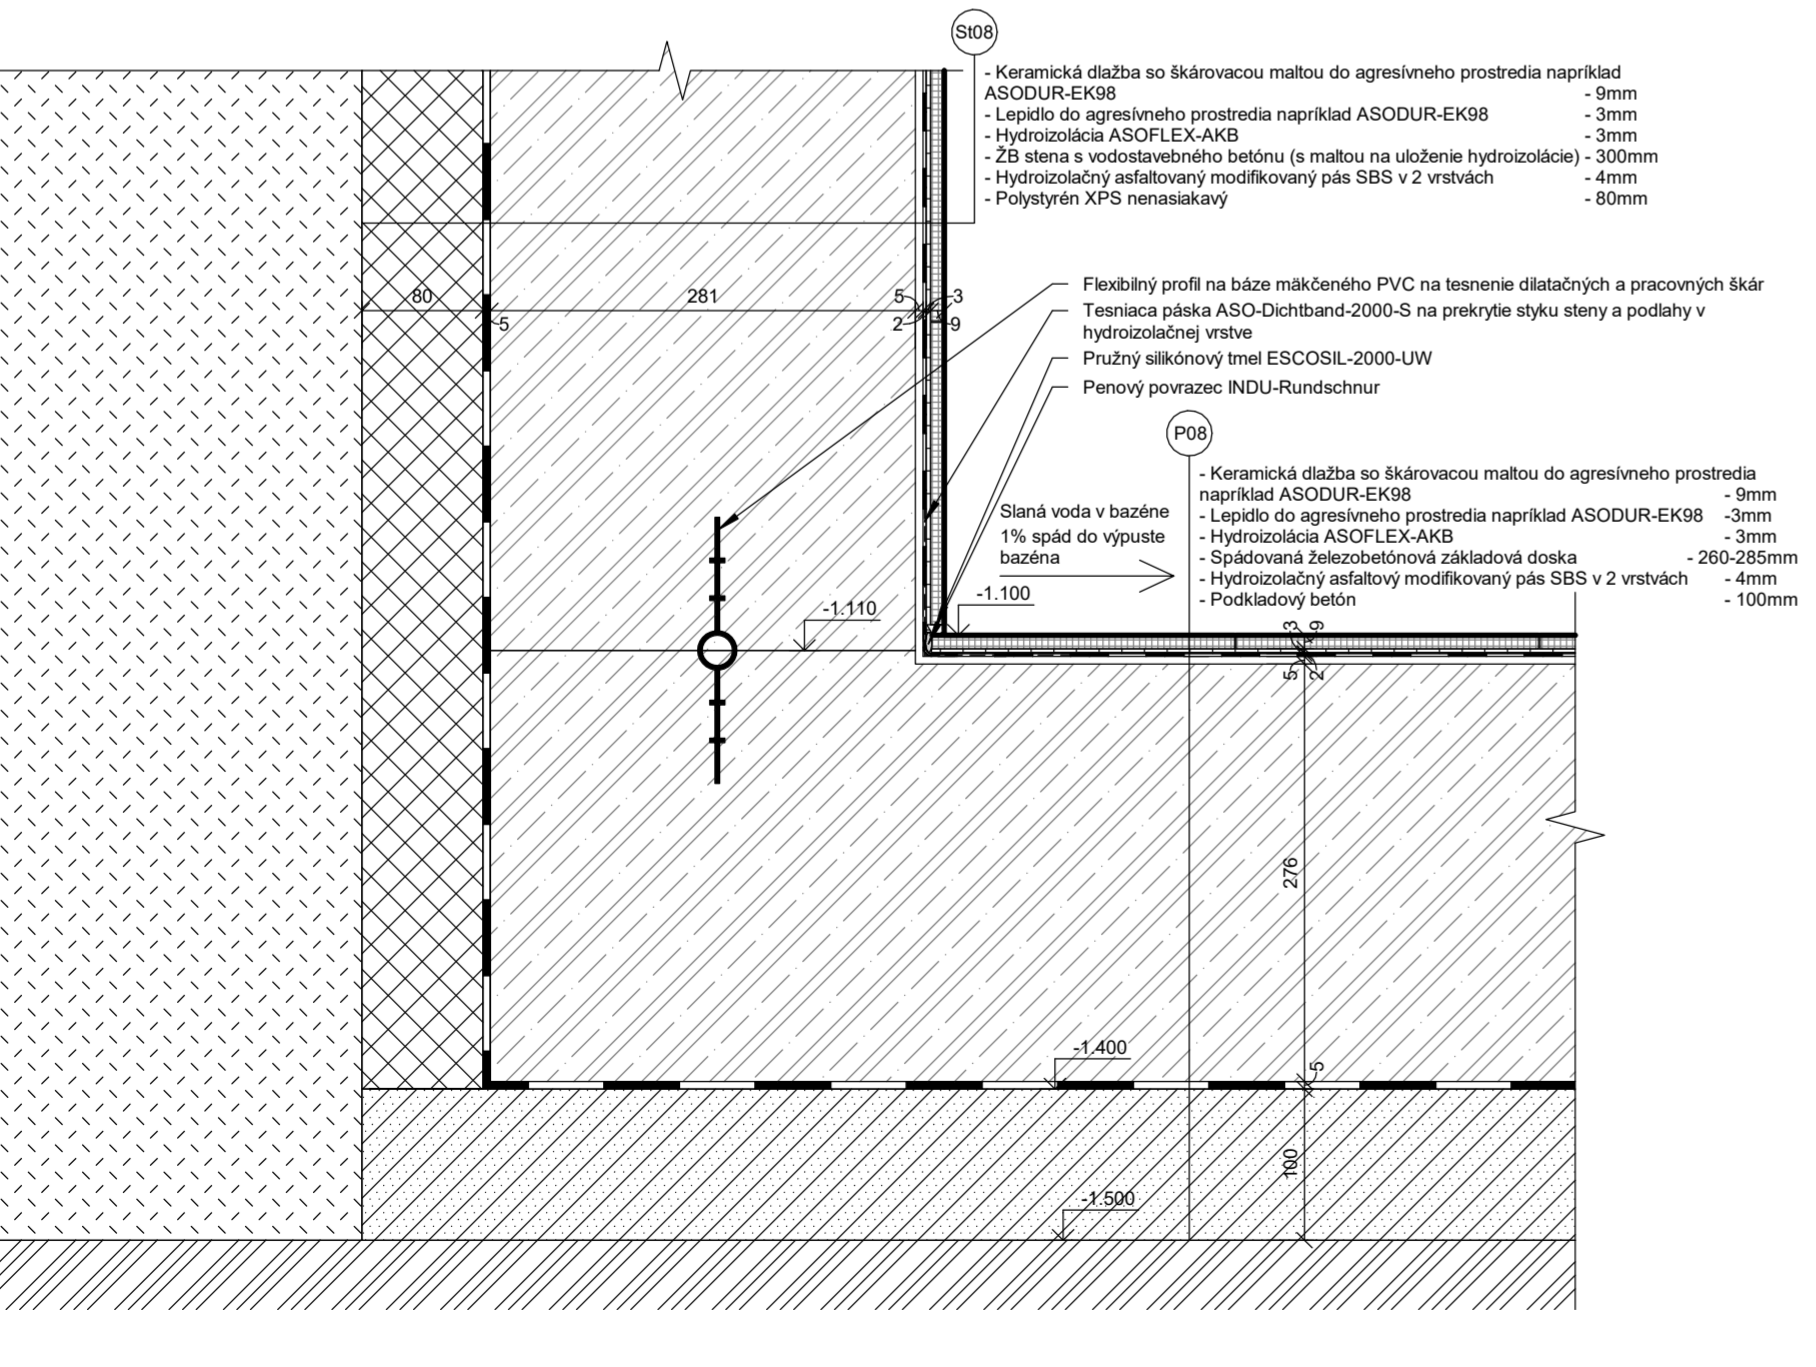 St08
- Keramická dlažba so škárovacou maltou do agresívneho prostredia napríklad
ASODUR-EK98 - 9mm
- Lepidlo do agresívneho prostredia napríklad ASODUR-EK98 - 3mm
- Hydroizolácia ASOFLEX-AKB - 3mm
- ŽB stena s vodostavebného betónu (s maltou na uloženie hydroizolácie) - 300mm
- Hydroizolačný asfaltovaný modifikovaný pás SBS v 2 vrstvách - 4mm
- Polystyrén XPS nenasiakavý - 80mm
Flexibilný profil na báze mäkčeného PVC na tesnenie dilatačných a pracovných škár
Tesniaca páska ASO-Dichtband-2000-S na prekrytie styku steny a podlahy v
hydroizolačnej vrstve
Pružný silikónový tmel ESCOSIL-2000-UW
Penový povrazec INDU-Rundschnur
80
5
281
5
2
3
9
P08
- Keramická dlažba so škárovacou maltou do agresívneho prostredia
napríklad ASODUR-EK98 - 9mm
- Lepidlo do agresívneho prostredia napríklad ASODUR-EK98 -3mm
- Hydroizolácia ASOFLEX-AKB - 3mm
- Spádovaná železobetónová základová doska - 260-285mm
- Hydroizolačný asfaltový modifikovaný pás SBS v 2 vrstvách - 4mm
- Podkladový betón - 100mm
Slaná voda v bazéne
1% spád do výpuste
bazéna
-1.110
-1.100
3
9
5
2
276
-1.400
5
100
-1.500